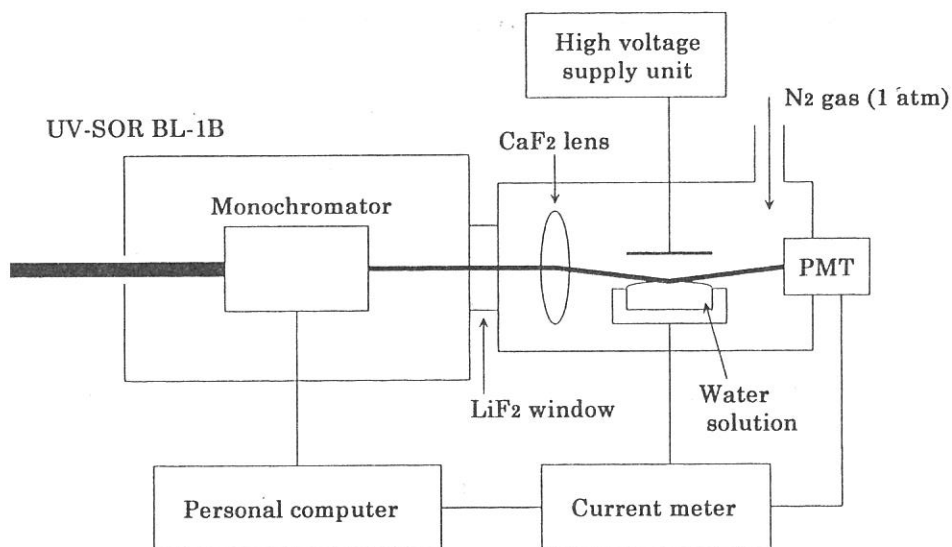 High voltage
supply unit
N2 gas (1 atm)
UV-SOR BL-1B
CaF2 lens
Monochromator
PMT
LiF2 window
Water
solution
Personal computer
Current meter